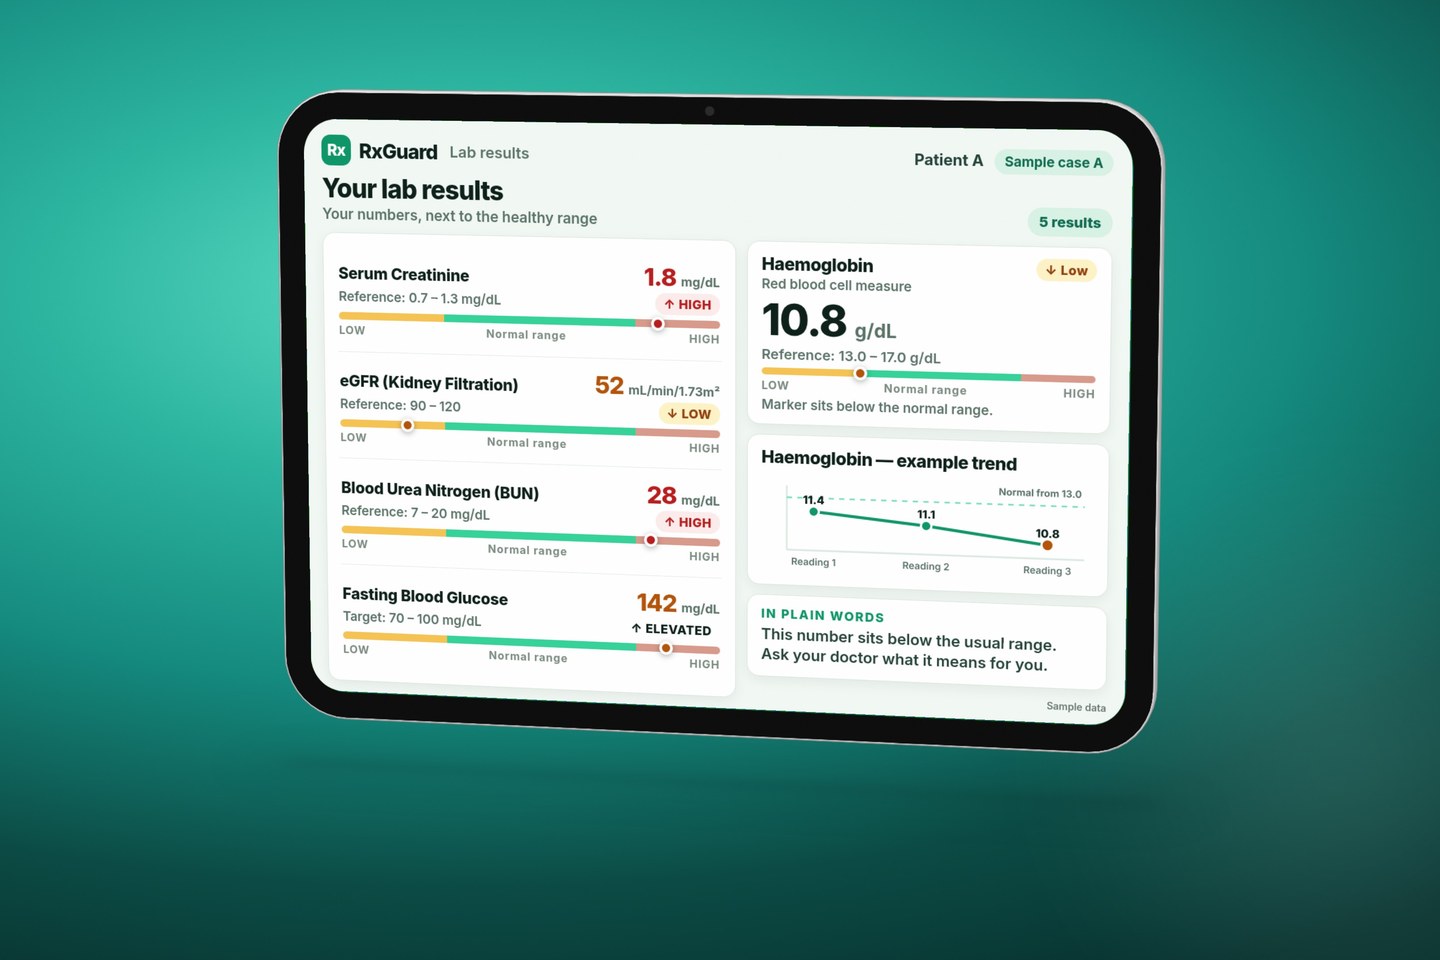 Rx RxGuard Lab results
Patient A Sample case A
Your lab results
Your numbers, next to the healthy range
5 results
Serum Creatinine 1.8 mg/dL
Reference: 0.7 – 1.3 mg/dL ↑ HIGH
LOW Normal range HIGH
eGFR (Kidney Filtration) 52 mL/min/1.73m²
Reference: 90 – 120 ↓ LOW
LOW Normal range HIGH
Blood Urea Nitrogen (BUN) 28 mg/dL
Reference: 7 – 20 mg/dL ↑ HIGH
LOW Normal range HIGH
Fasting Blood Glucose 142 mg/dL
Target: 70 – 100 mg/dL ↑ ELEVATED
LOW Normal range HIGH
Haemoglobin ↓ Low
Red blood cell measure
10.8 g/dL
Reference: 13.0 – 17.0 g/dL
LOW Normal range HIGH
Marker sits below the normal range.
Haemoglobin — example trend
Normal from 13.0
11.4 11.1 10.8
Reading 1 Reading 2 Reading 3
IN PLAIN WORDS
This number sits below the usual range.
Ask your doctor what it means for you.
Sample data